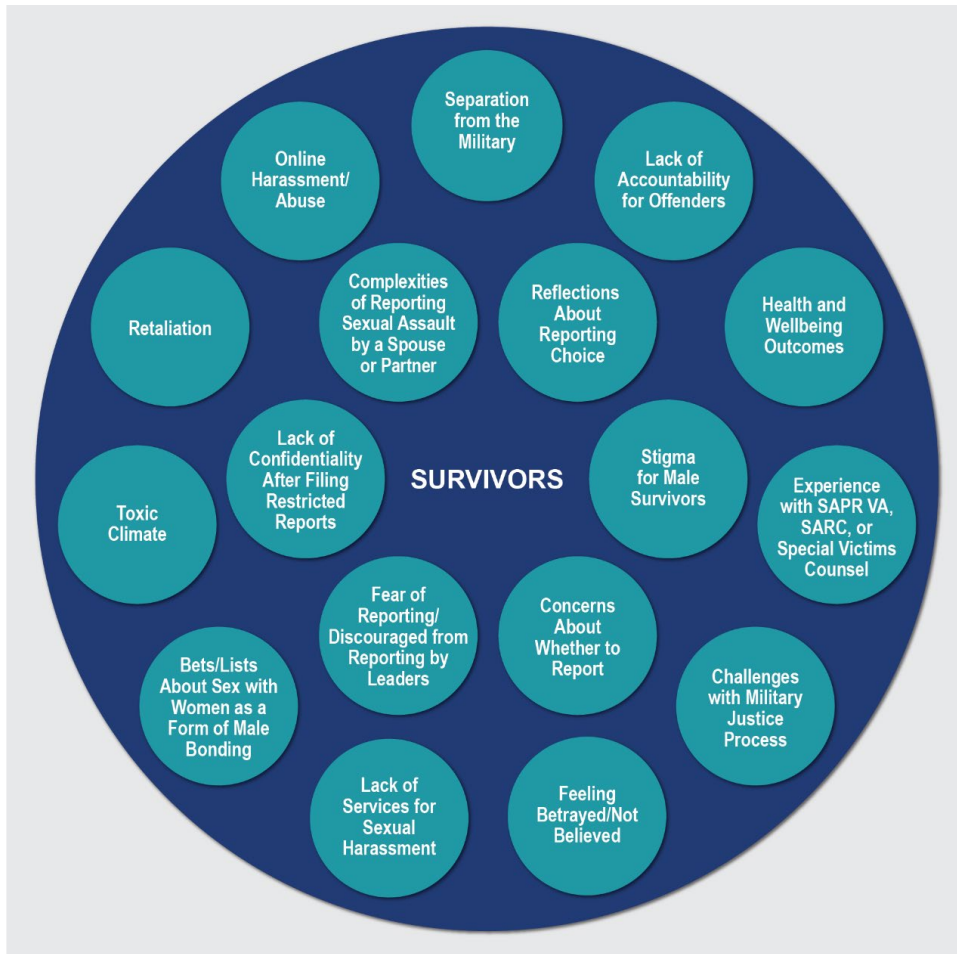 Separation
from the
Military
Online
Harassment/
Abuse
Lack of
Accountability
for Offenders
Retaliation
Complexities
of Reporting
Sexual Assault
by a Spouse
or Partner
Reflections
About
Reporting
Choice
Health and
Wellbeing
Outcomes
Toxic
Climate
Lack of
Confidentiality
After Filing
Restricted
Reports
SURVIVORS
Stigma
for Male
Survivors
Experience
with SAPR VA,
SARC, or
Special Victims
Counsel
Bets/Lists
About Sex with
Women as a
Form of Male
Bonding
Fear of
Reporting/
Discouraged from
Reporting by
Leaders
Concerns
About
Whether to
Report
Challenges
with Military
Justice
Process
Lack of
Services for
Sexual
Harassment
Feeling
Betrayed/Not
Believed